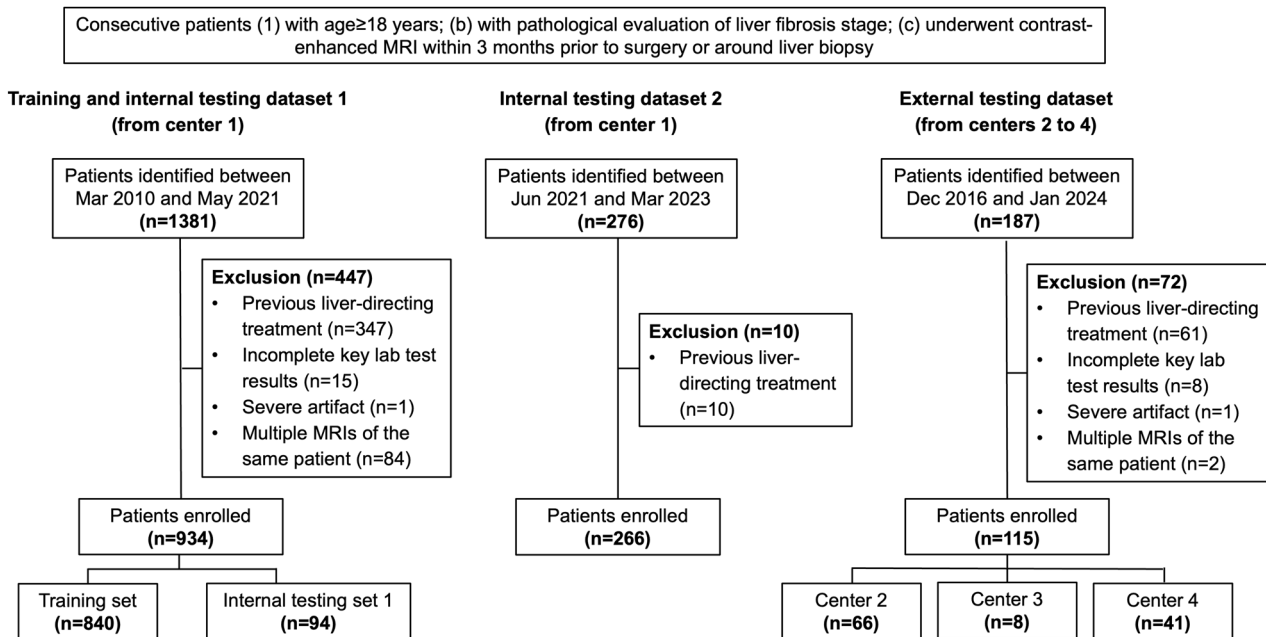 Consecutive patients (1) with age≥18 years; (b) with pathological evaluation of liver fibrosis stage; (c) underwent contrast-
enhanced MRI within 3 months prior to surgery or around liver biopsy
Training and internal testing dataset 1
(from center 1)
Patients identified between
Mar 2010 and May 2021
(n=1381)
Exclusion (n=447)
• Previous liver-directing
treatment (n=347)
• Incomplete key lab test
results (n=15)
• Severe artifact (n=1)
• Multiple MRIs of the
same patient (n=84)
Patients enrolled
(n=934)
Training set
(n=840)
Internal testing set 1
(n=94)
Internal testing dataset 2
(from center 1)
Patients identified between
Jun 2021 and Mar 2023
(n=276)
Exclusion (n=10)
• Previous liver-
directing treatment
(n=10)
Patients enrolled
(n=266)
External testing dataset
(from centers 2 to 4)
Patients identified between
Dec 2016 and Jan 2024
(n=187)
Exclusion (n=72)
• Previous liver-directing
treatment (n=61)
• Incomplete key lab
test results (n=8)
• Severe artifact (n=1)
• Multiple MRIs of the
same patient (n=2)
Patients enrolled
(n=115)
Center 2
(n=66)
Center 3
(n=8)
Center 4
(n=41)